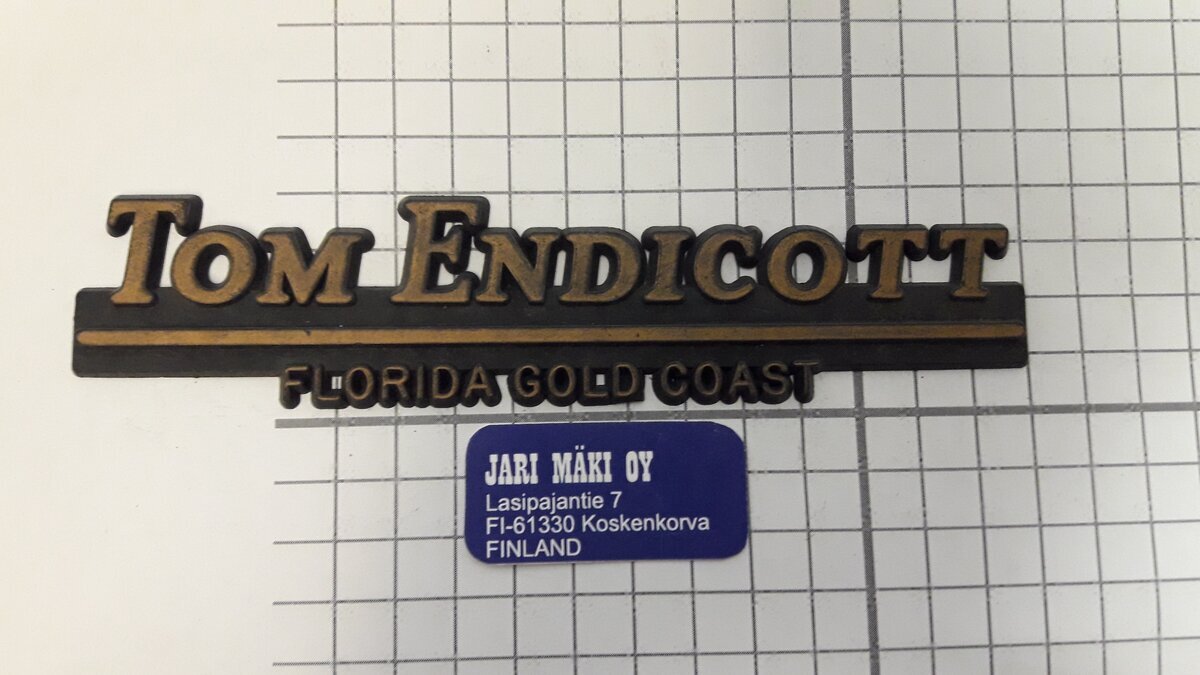 TOM ENDICOTT
FLORIDA GOLD COAST
JARI MÄKI OY
Lasipajantie 7
FI-61330 Koskenkorva
FINLAND